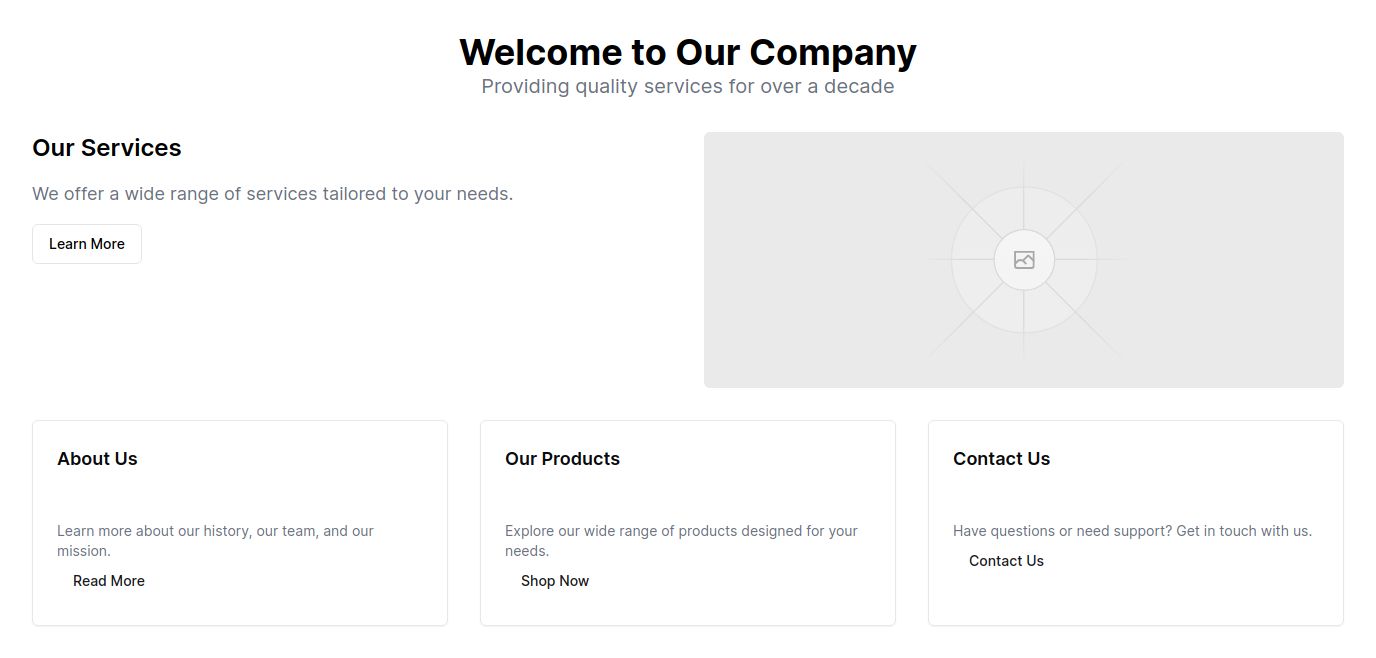 Welcome to Our Company
Providing quality services for over a decade
Our Services
We offer a wide range of services tailored to your needs.
Learn More
About Us
Learn more about our history, our team, and our
mission.
Read More
Our Products
Explore our wide range of products designed for your
needs.
Shop Now
Contact Us
Have questions or need support? Get in touch with us.
Contact Us